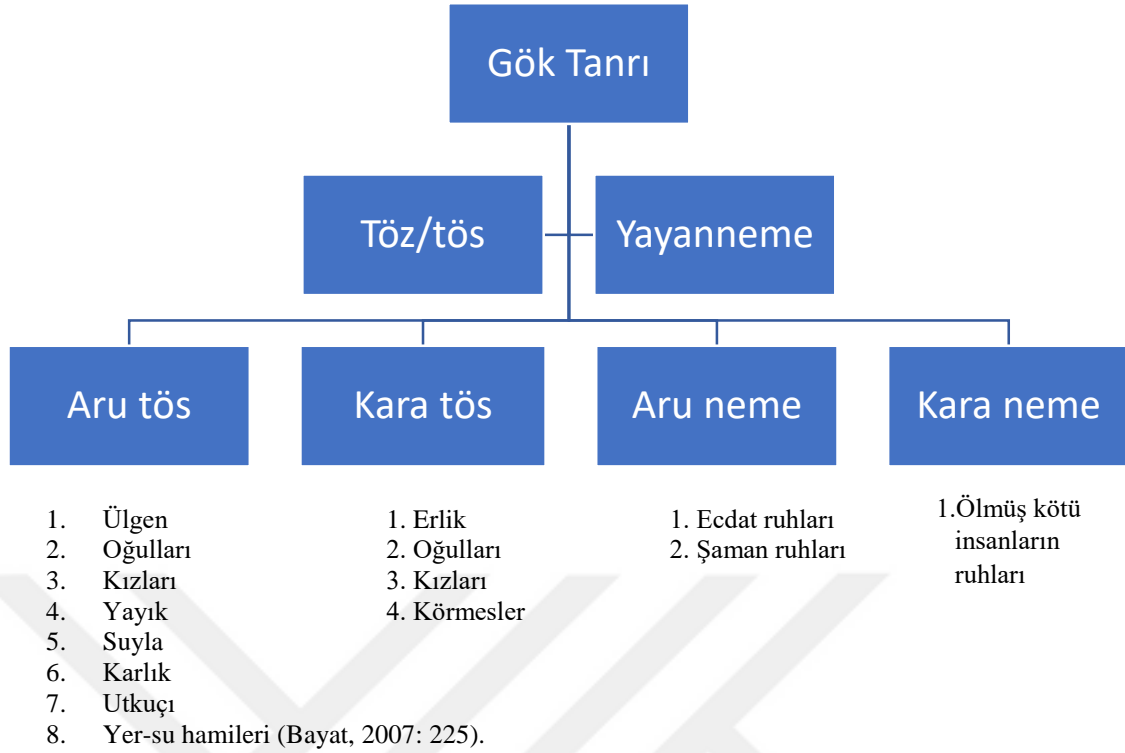 Gök Tanrı
Töz/tös
Yayanneme
Aru tös
Kara tös
Aru neme
Kara neme
1. Ülgen
2. Oğulları
3. Kızları
4. Yayık
5. Suyla
6. Karlık
7. Utkuçı
8. Yer-su hamileri (Bayat, 2007: 225).
1. Erlik
2. Oğulları
3. Kızları
4. Körmesler
1. Ecdat ruhları
2. Şaman ruhları
1.Ölmüş kötü
insanların
ruhları